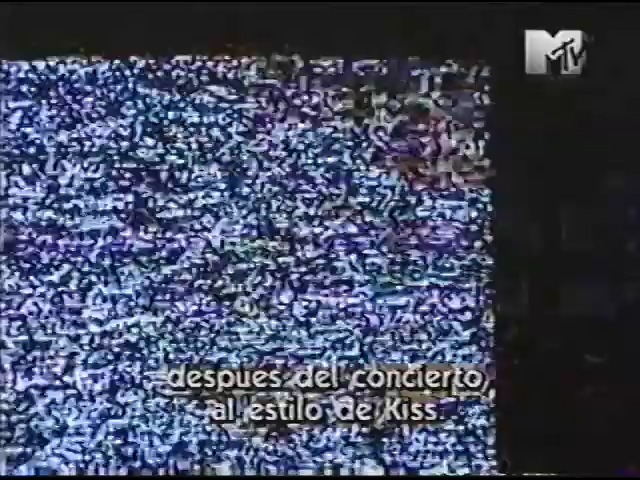 MTV
despues del concierto,
al estilo de Kiss.